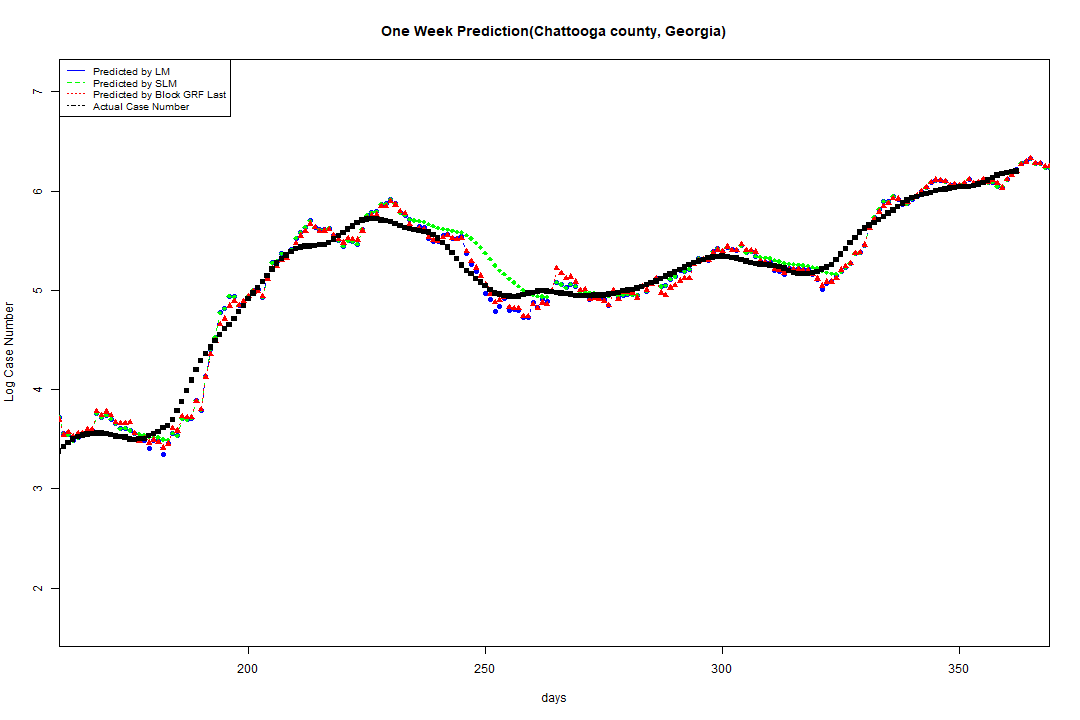 One Week Prediction(Chattooga county, Georgia)
Predicted by LM
Predicted by SLM
Predicted by Block GRF Last
Actual Case Number
7
6
5
4
3
2
Log Case Number
200 250 300 350
days